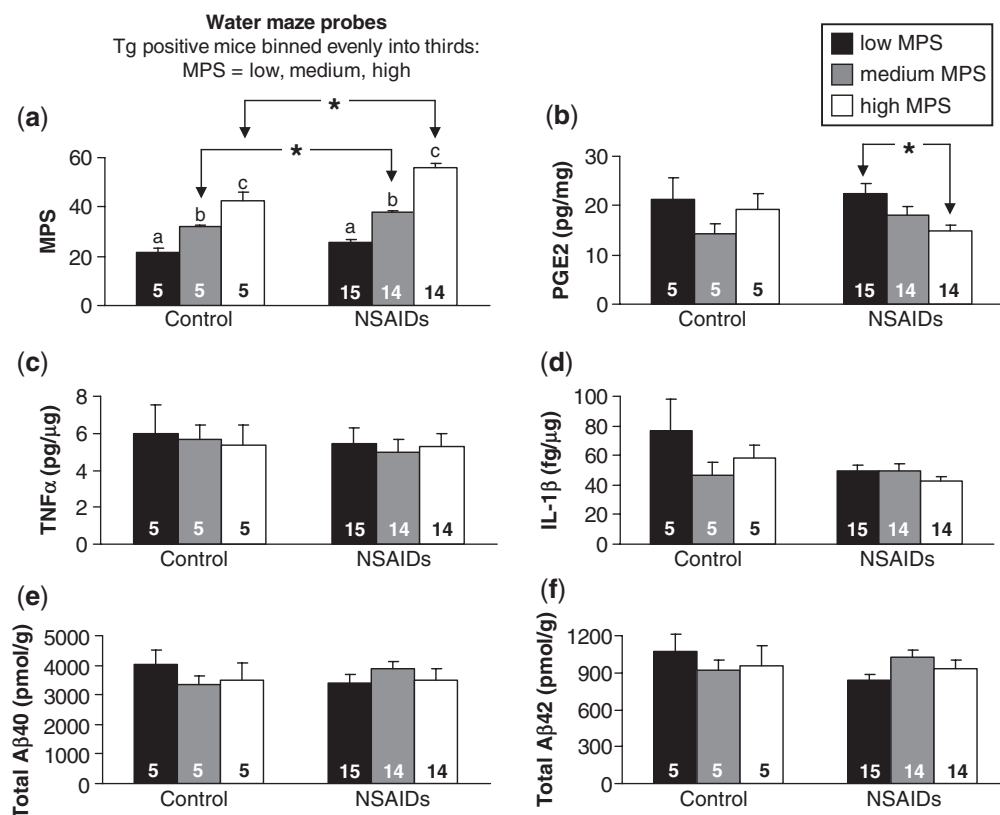 Water maze probes
Tg positive mice binned evenly into thirds:
MPS = low, medium, high
low MPS
medium MPS
high MPS
(a)
*
*
MPS
60
40
20
0
a b c a b c
5 5 5 15 14 14
Control NSAIDs
(b)
*
PGE2 (pg/mg)
30
20
10
0
5 5 5 15 14 14
Control NSAIDs
(c)
TNFα (pg/μg)
8
6
4
2
0
5 5 5 15 14 14
Control NSAIDs
(d)
IL-1β (fg/μg)
100
80
60
40
20
0
5 5 5 15 14 14
Control NSAIDs
(e)
Total Aβ40 (pmol/g)
5000
4000
3000
2000
1000
0
5 5 5 15 14 14
Control NSAIDs
(f)
Total Aβ42 (pmol/g)
1200
900
600
300
0
5 5 5 15 14 14
Control NSAIDs